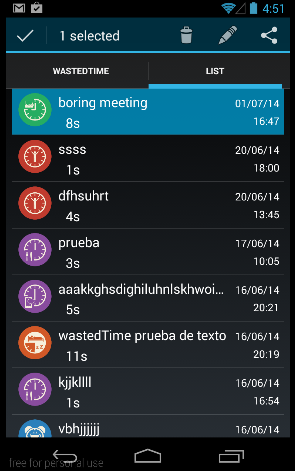 4:51
1 selected
WASTEDTIME LIST
boring meeting 01/07/14
8s 16:47
ssss 20/06/14
1s 18:00
dfhsuhrt 20/06/14
4s 13:45
prueba 17/06/14
3s 10:05
aaakkghsdighiluhnlskhwoi... 16/06/14
5s 20:21
wastedTime prueba de texto 16/06/14
11s 20:19
kjjkllll 16/06/14
1s 16:54
vbhjjjjjj 16/06/14
free for personal use